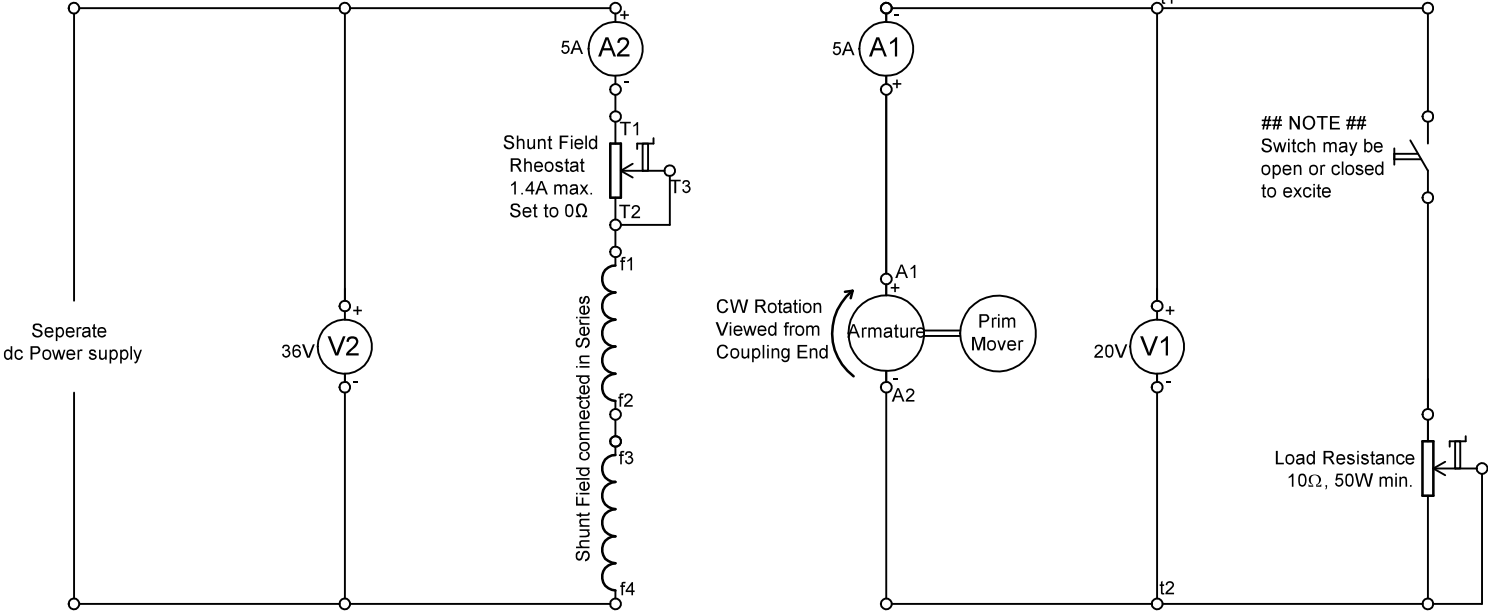 +
5A
A2
-
T1
Shunt Field
Rheostat
1.4A max.
Set to 0Ω
T3
T2
f1
Seperate
dc Power supply
+
36V
V2
-
Shunt Field connected in Series
f2
f3
f4
-
5A
A1
+
A1
+
CW Rotation
Viewed from
Coupling End
Armature
Prim
Mover
-
A2
+
20V
V1
-
t2
## NOTE ##
Switch may be
open or closed
to excite
Load Resistance
10Ω, 50W min.